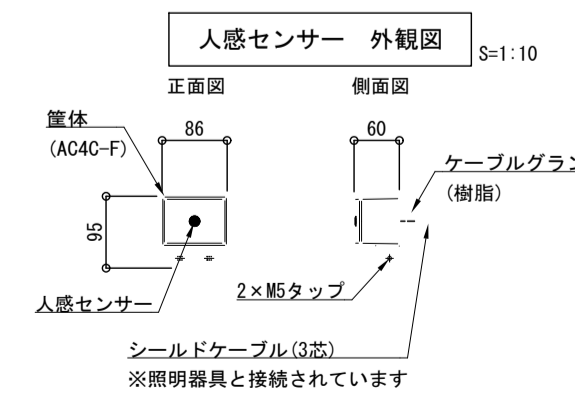 人感センサー 外観図
S=1:10
正面図
側面図
筐体
(AC4C-F)
86
60
ケーブルグラン
(樹脂)
95
人感センサー
2×M5タップ
シールドケーブル(3芯)
※照明器具と接続されています